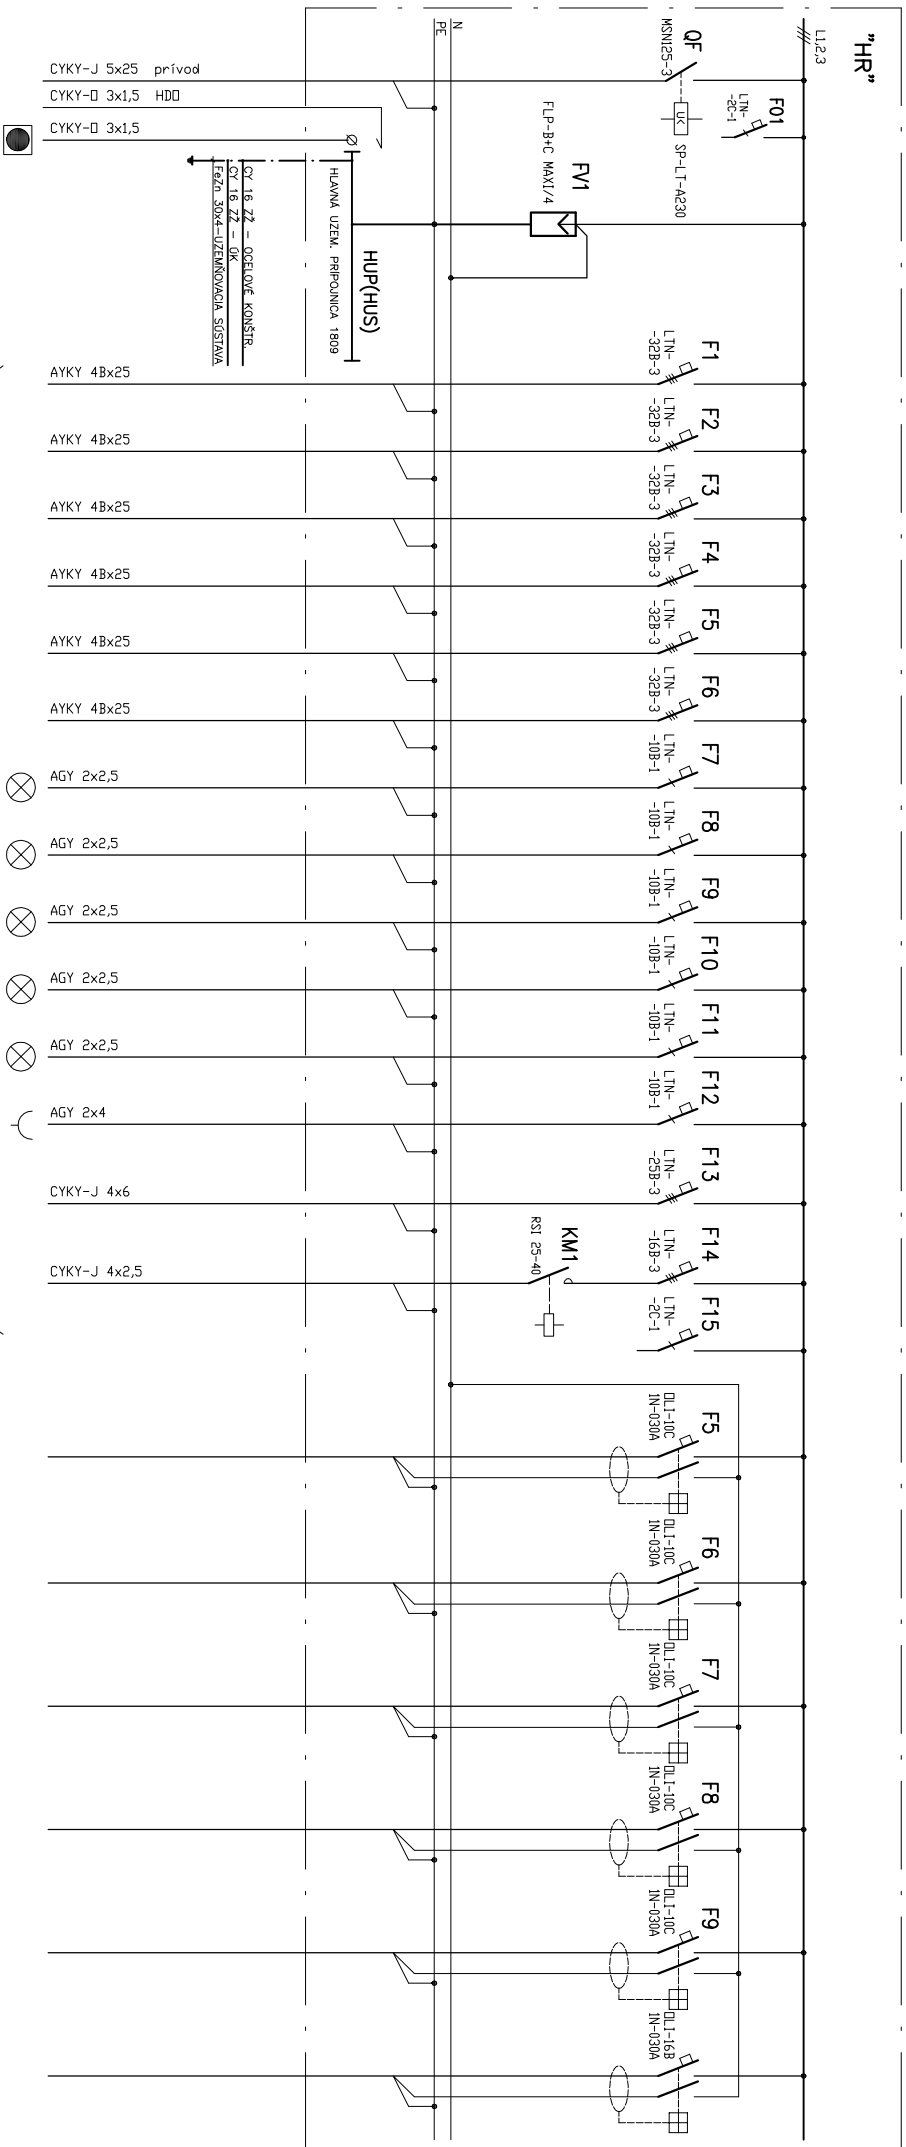 "HR"
L1,2,3
N
PE
QF
MSN125-3
U<
SP-LT-A230
F01
LTN-
-2C-1
FV1
FLP-B+C MAXI/4
HUP(HUS)
HLAVNÁ UZEM. PRIPOJNICA 1809
CY 16 ZŽ - OCELOVÉ KONŠTR.
CY 16 ZŽ - ÚK
FeZn 30x4-UZEMŇOVACIA SÚSTAVA
CYKY-J 5x25 prívod
CYKY-O 3x1,5 HDO
CYKY-O 3x1,5
F1
LTN-
-32B-3
AYKY 4Bx25
F2
LTN-
-32B-3
AYKY 4Bx25
F3
LTN-
-32B-3
AYKY 4Bx25
F4
LTN-
-32B-3
AYKY 4Bx25
F5
LTN-
-32B-3
AYKY 4Bx25
F6
LTN-
-32B-3
AYKY 4Bx25
F7
LTN-
-10B-1
AGY 2x2,5
F8
LTN-
-10B-1
AGY 2x2,5
F9
LTN-
-10B-1
AGY 2x2,5
F10
LTN-
-10B-1
AGY 2x2,5
F11
LTN-
-10B-1
AGY 2x2,5
F12
LTN-
-10B-1
AGY 2x4
F13
LTN-
-25B-3
CYKY-J 4x6
F14
LTN-
-16B-3
KM1
RSI 25-40
CYKY-J 4x2,5
F15
LTN-
-2C-1
F5
OLI-10C
1N-030A
F6
OLI-10C
1N-030A
F7
OLI-10C
1N-030A
F8
OLI-10C
1N-030A
F9
OLI-10C
1N-030A
OLI-16B
1N-030A